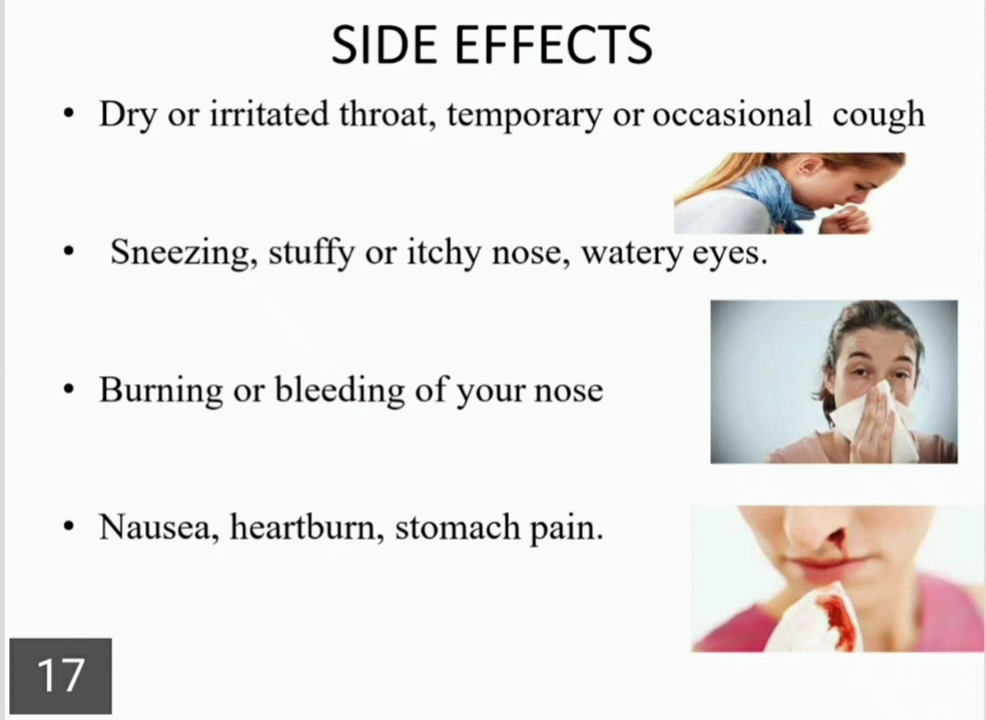 SIDE EFFECTS
• Dry or irritated throat, temporary or occasional cough
• Sneezing, stuffy or itchy nose, watery eyes.
• Burning or bleeding of your nose
• Nausea, heartburn, stomach pain.
17